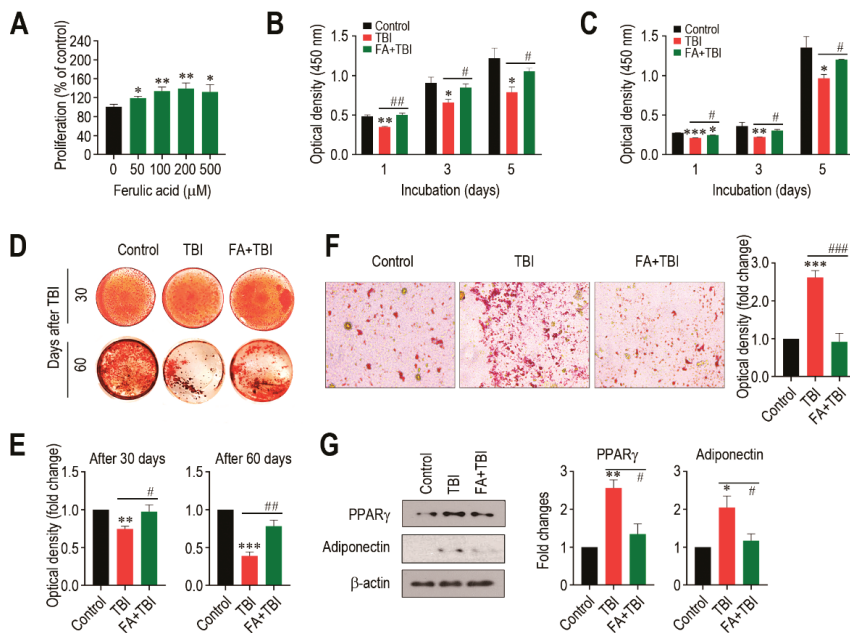 A
Proliferation (% of control)
240
200
160
120
80
40
0
* ** ** *
0 50 100 200 500
Ferulic acid (μM)
B
Control
TBI
FA+TBI
Optical density (450 nm)
1.5
1.0
0.5
0.0
##
**
#
*
#
*
1 3 5
Incubation (days)
C
Control
TBI
FA+TBI
Optical density (450 nm)
1.5
1.0
0.5
0.0
#
*** *
#
**
#
*
1 3 5
Incubation (days)
D
Control TBI FA+TBI
Days after TBI
30
60
F
Control TBI FA+TBI
Optical density (fold change)
3.0
2.0
1.0
0.0
###
***
Control TBI FA+TBI
E
Optical density (fold change)
After 30 days
1.5
1.0
0.5
0.0
#
**
Control TBI FA+TBI
After 60 days
1.5
1.0
0.5
0.0
##
***
Control TBI FA+TBI
G
Control TBI FA+TBI
PPARγ
Adiponectin
β-actin
Fold changes
PPARγ
3
2
1
0
** #
Control TBI FA+TBI
Adiponectin
3
2
1
0
* #
Control TBI FA+TBI